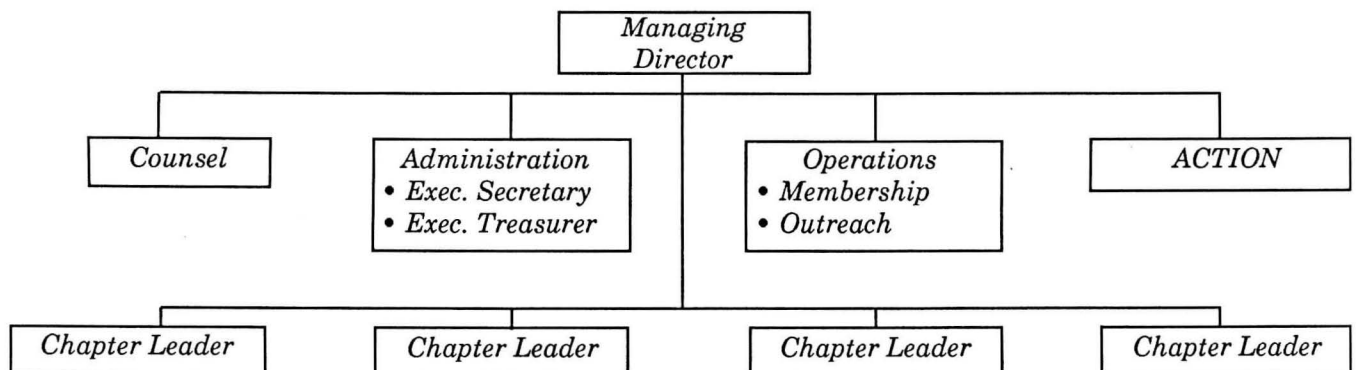 Managing
Director
Counsel
Administration
• Exec. Secretary
• Exec. Treasurer
Operations
• Membership
• Outreach
ACTION
Chapter Leader
Chapter Leader
Chapter Leader
Chapter Leader